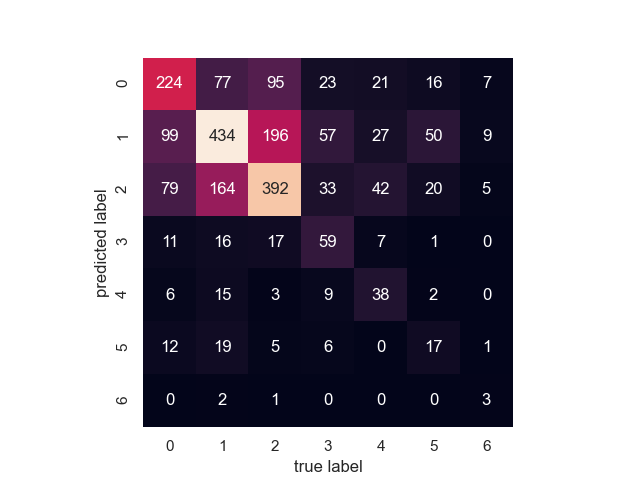 0 224 77 95 23 21 16 7
1 99 434 196 57 27 50 9
2 79 164 392 33 42 20 5
3 11 16 17 59 7 1 0
4 6 15 3 9 38 2 0
5 12 19 5 6 0 17 1
6 0 2 1 0 0 0 3
0 1 2 3 4 5 6
predicted label
true label